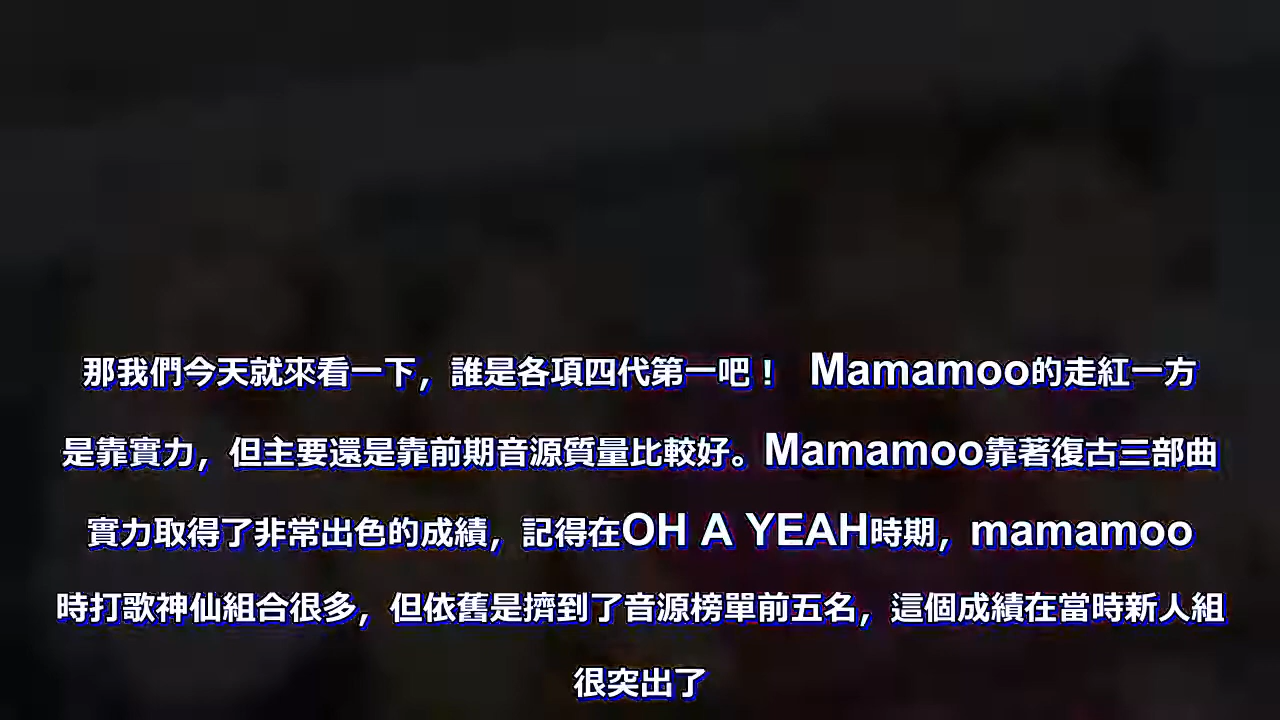 那我們今天就來看一下，誰是各項四代第一吧！ Mamamoo的走紅一方
是靠實力，但主要還是靠前期音源質量比較好。Mamamoo靠著復古三部曲
實力取得了非常出色的成績，記得在OH A YEAH時期，mamamoo
時打歌神仙組合很多，但依舊是擠到了音源榜單前五名，這個成績在當時新人組
很突出了